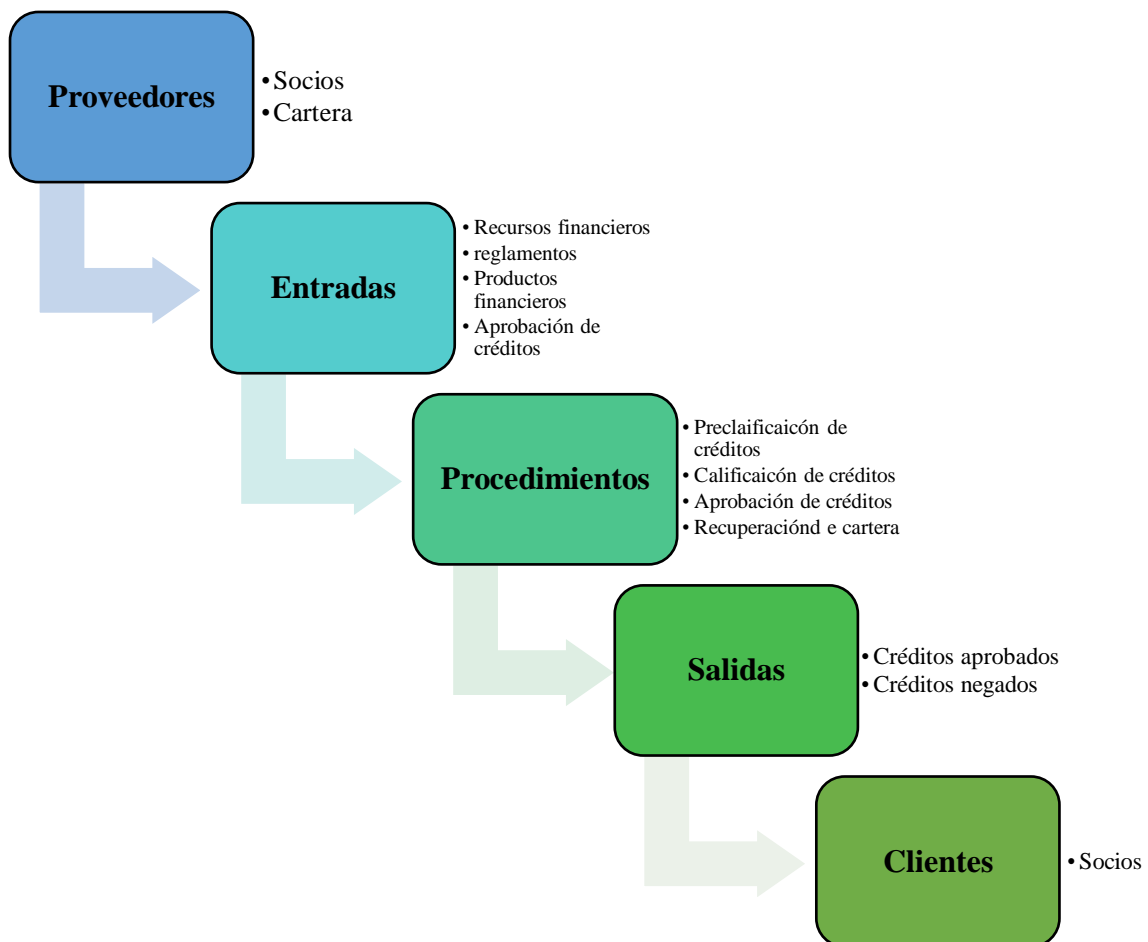 Proveedores
• Socios
• Cartera
Entradas
• Recursos financieros
• reglamentos
• Productos
financieros
• Aprobación de
créditos
Procedimientos
• Preclaificaicón de
créditos
• Calificaicón de créditos
• Aprobación de créditos
• Recuperaciónd e cartera
Salidas
• Créditos aprobados
• Créditos negados
Clientes
• Socios